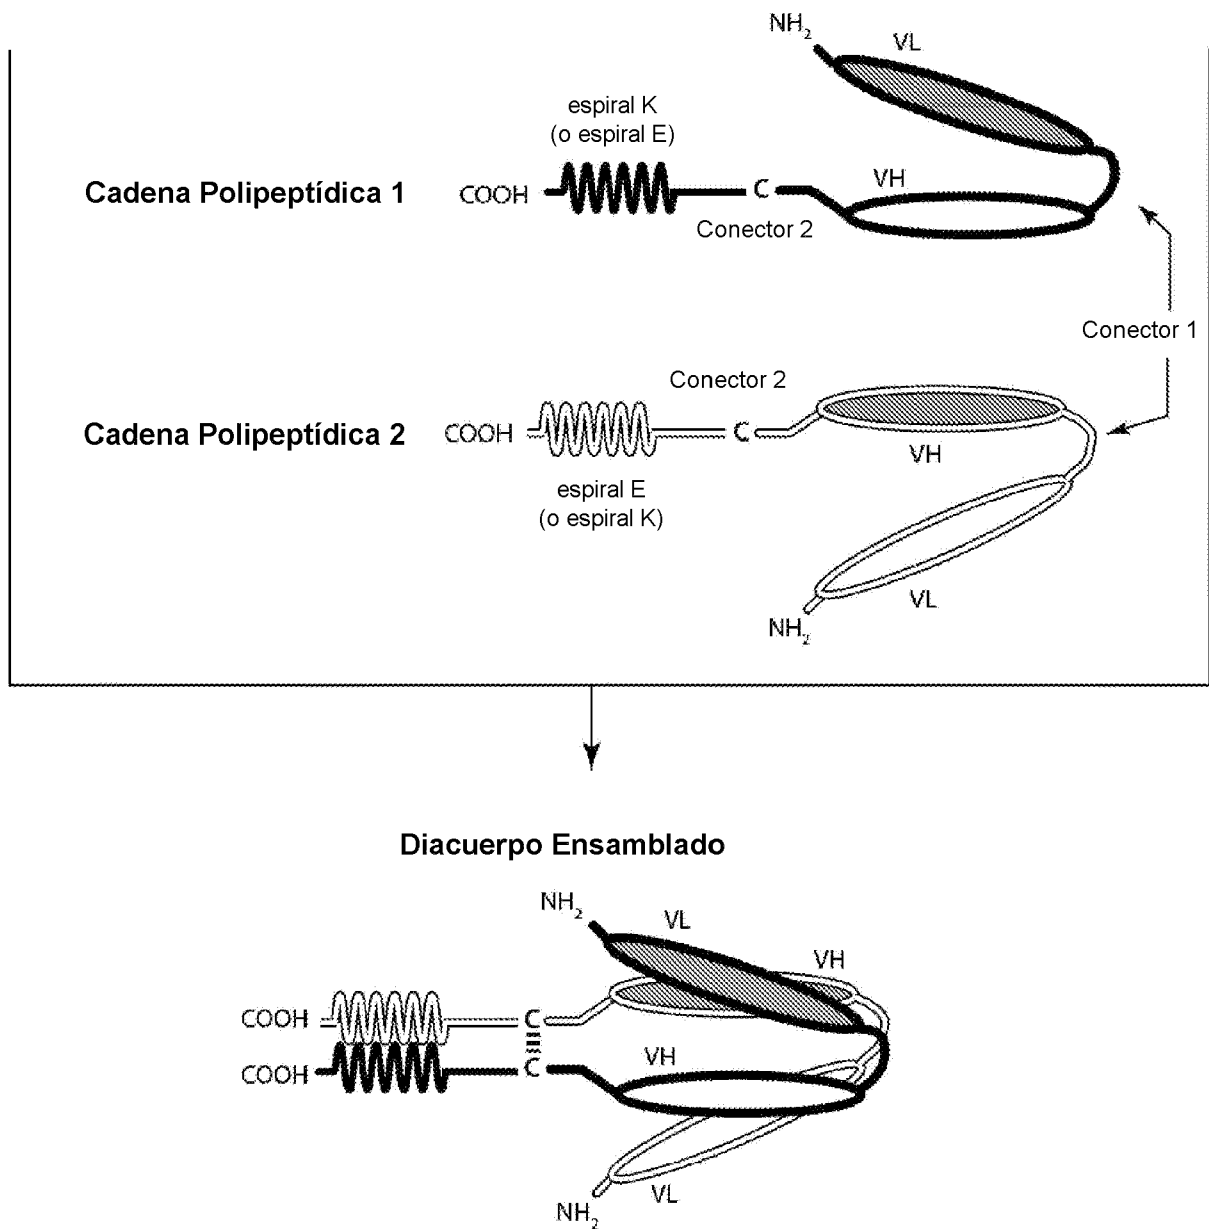 NH2
VL
espiral K
(o espiral E)
Cadena Polipeptídica 1
COOH
C
VH
Conector 2
Conector 1
Conector 2
Cadena Polipeptídica 2
COOH
C
VH
espiral E
(o espiral K)
VL
NH2
Diacuerpo Ensamblado
NH2
VL
VH
COOH
C
VH
COOH
C
VL
NH2